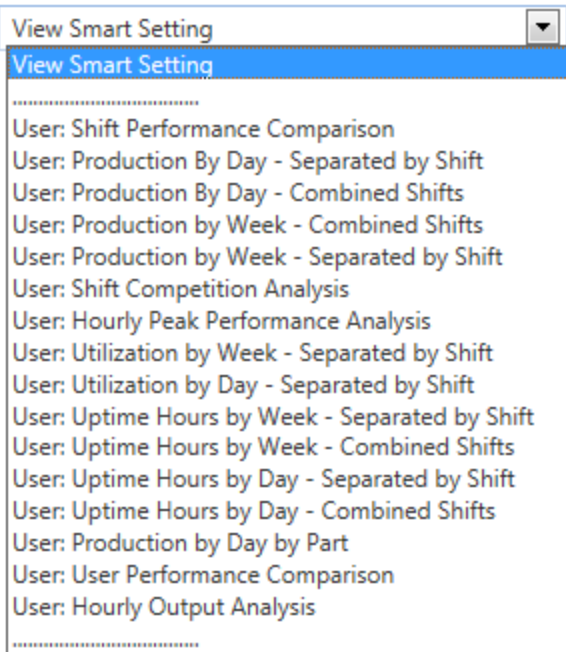 View Smart Setting
View Smart Setting
....................................
User: Shift Performance Comparison
User: Production By Day - Separated by Shift
User: Production By Day - Combined Shifts
User: Production by Week - Combined Shifts
User: Production by Week - Separated by Shift
User: Shift Competition Analysis
User: Hourly Peak Performance Analysis
User: Utilization by Week - Separated by Shift
User: Utilization by Day - Separated by Shift
User: Uptime Hours by Week - Separated by Shift
User: Uptime Hours by Week - Combined Shifts
User: Uptime Hours by Day - Separated by Shift
User: Uptime Hours by Day - Combined Shifts
User: Production by Day by Part
User: User Performance Comparison
User: Hourly Output Analysis
....................................